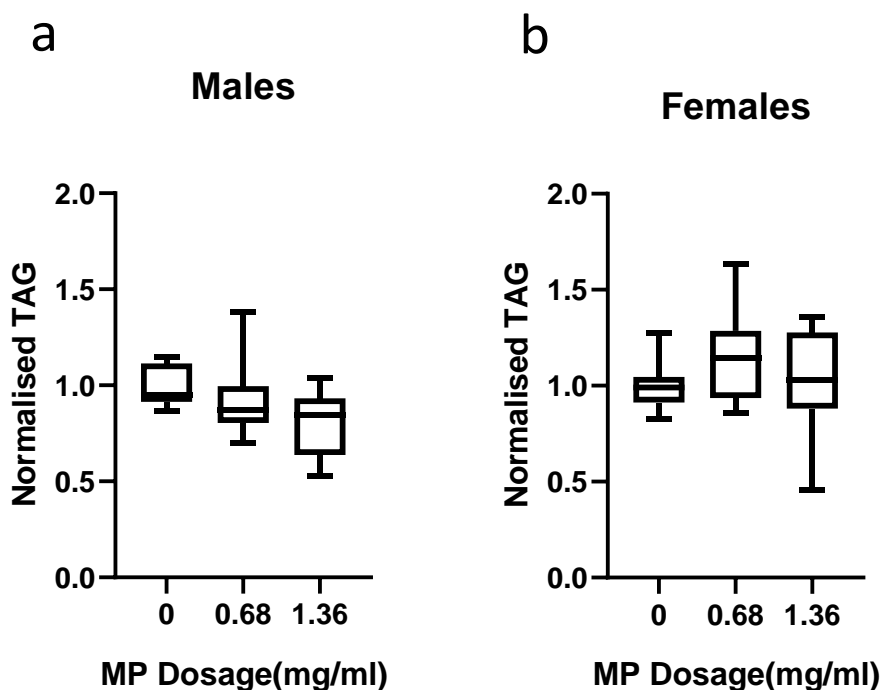 a
Males
Normalised TAG
2.0
1.5
1.0
0.5
0.0
0 0.68 1.36
MP Dosage(mg/ml)
b
Females
Normalised TAG
2.0
1.5
1.0
0.5
0.0
0 0.68 1.36
MP Dosage(mg/ml)